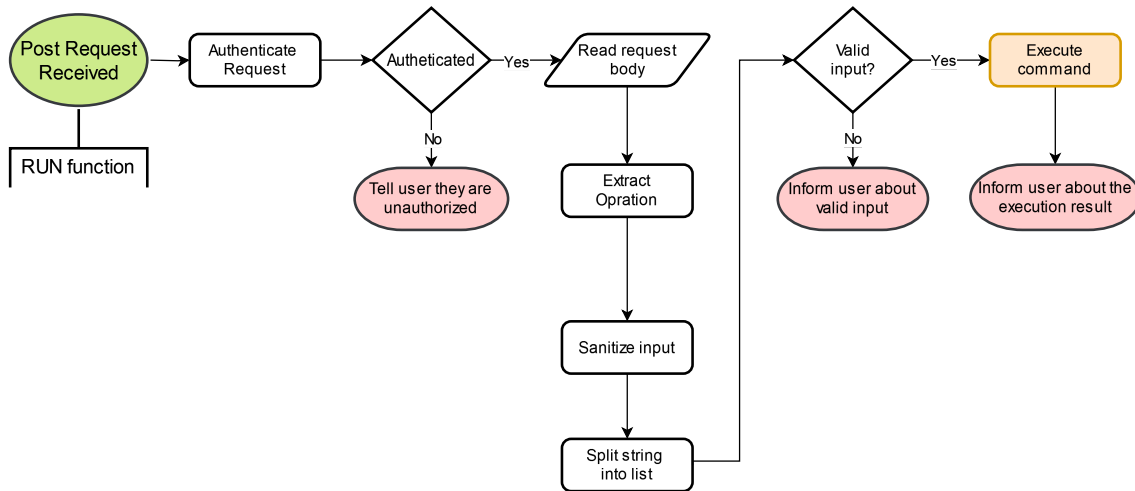 Post Request
Received
RUN function
Authenticate
Request
Autheticated
Yes
No
Tell user they are
unauthorized
Read request
body
Extract
Opration
Sanitize input
Split string
into list
Valid
input?
Yes
No
Inform user about
valid input
Execute
command
Inform user about the
execution result